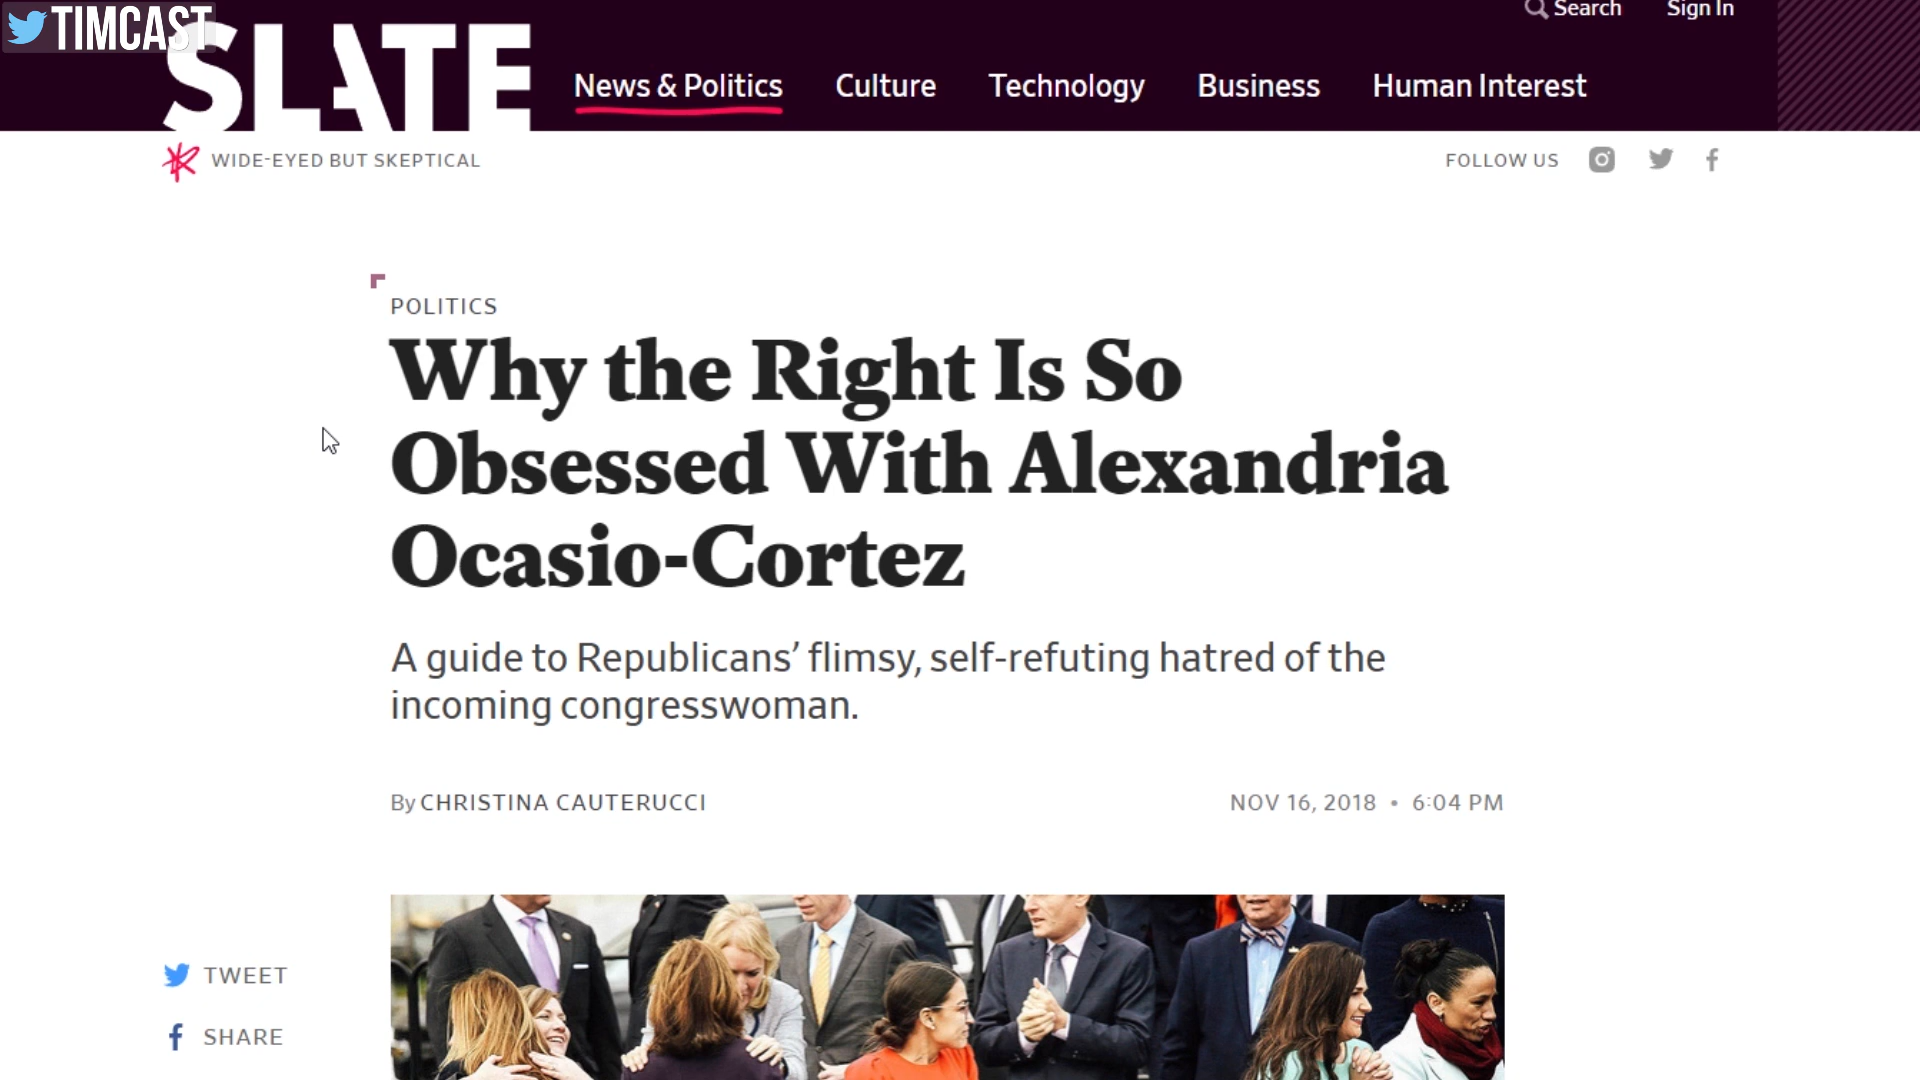 TIMCAST
Search Sign In
SLATE
News & Politics Culture Technology Business Human Interest
WIDE-EYED BUT SKEPTICAL
FOLLOW US
POLITICS
Why the Right Is So
Obsessed With Alexandria
Ocasio-Cortez
A guide to Republicans’ flimsy, self-refuting hatred of the
incoming congresswoman.
By CHRISTINA CAUTERUCCI
NOV 16, 2018 • 6:04 PM
TWEET
SHARE